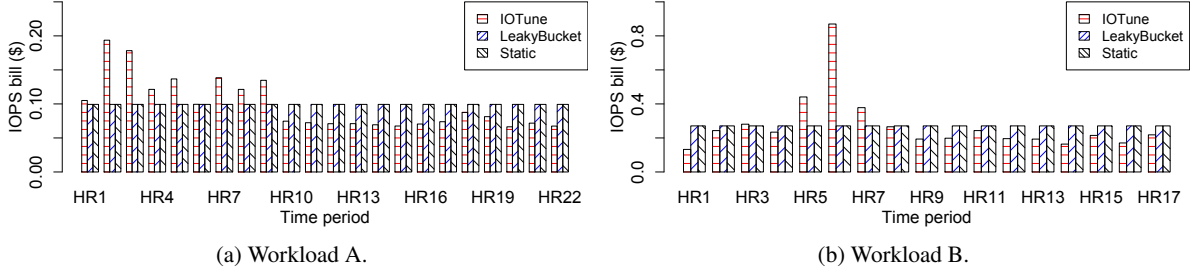 IOPS bill ($)
0.00
0.10
0.20
IOTune
LeakyBucket
Static
HR1 HR4 HR7 HR10 HR13 HR16 HR19 HR22
Time period
(a) Workload A.
IOPS bill ($)
0.0
0.4
0.8
IOTune
LeakyBucket
Static
HR1 HR3 HR5 HR7 HR9 HR11 HR13 HR15 HR17
Time period
(b) Workload B.